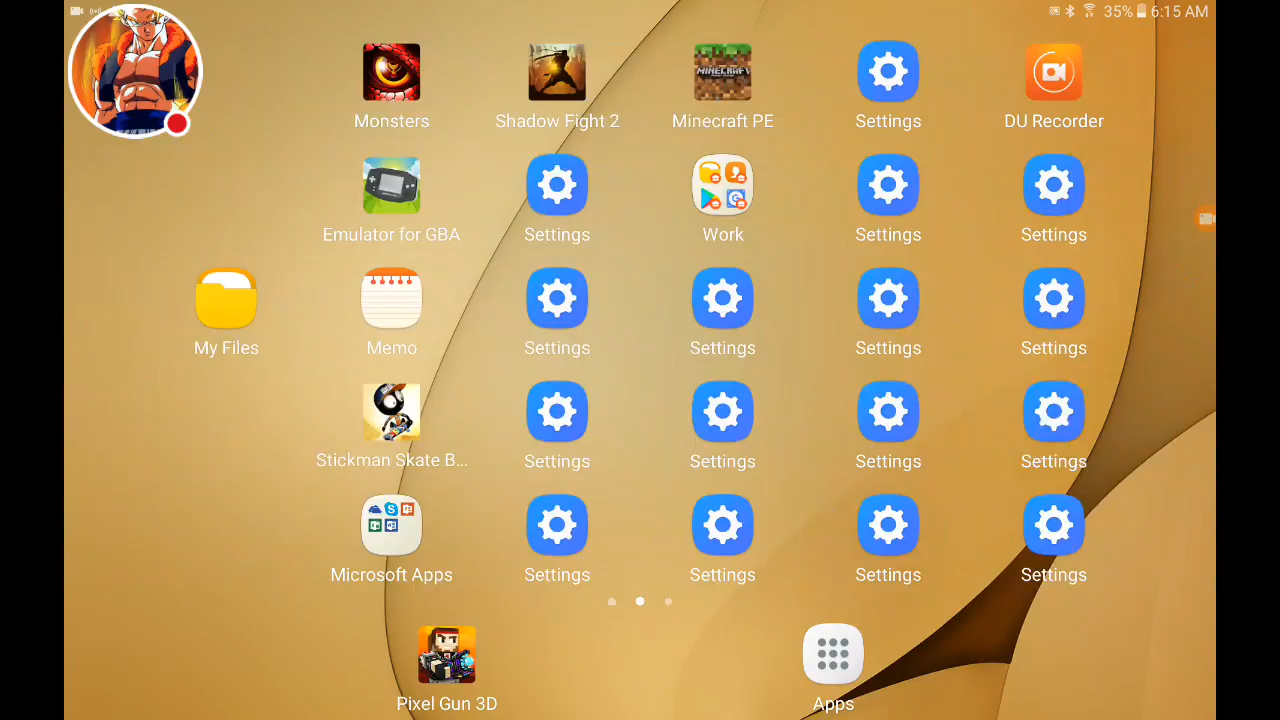 35% 6:15 AM
MINECRAFT
Monsters Shadow Fight 2 Minecraft PE Settings DU Recorder
Emulator for GBA Settings Work Settings Settings
My Files Memo Settings Settings Settings Settings
Stickman Skate B... Settings Settings Settings Settings
Microsoft Apps Settings Settings Settings Settings
Pixel Gun 3D Apps